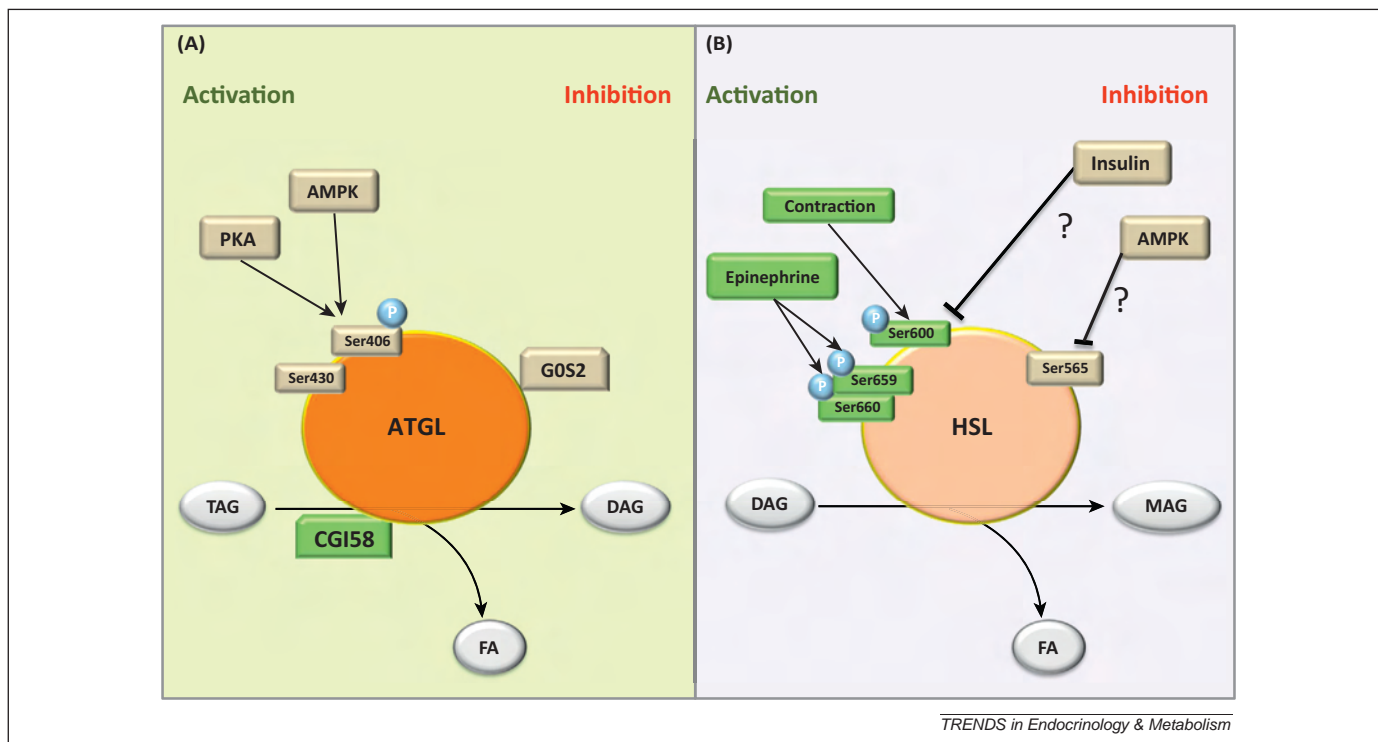 (A)
Activation
Inhibition
AMPK
PKA
P
Ser406
Ser430
G0S2
ATGL
TAG
DAG
CGI58
FA
(B)
Activation
Inhibition
Insulin
?
Contraction
AMPK
?
Epinephrine
P
Ser600
P
Ser659
P
Ser660
Ser565
HSL
DAG
MAG
FA
TRENDS in Endocrinology & Metabolism